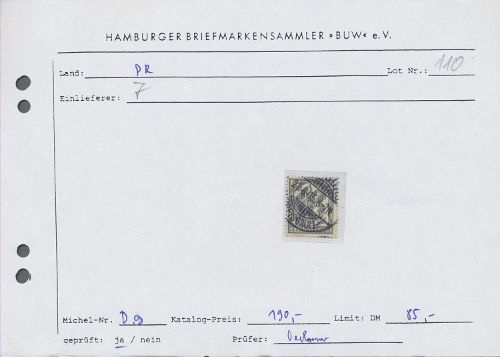 HAMBURGER BRIEFMARKENSAMMLER »BUW« e.V.
Land: DR Lot Nr.: 110
Einlieferer: 7
Michel-Nr. D 9 Katalog-Preis: 190,- Limit: DM 85,-
geprüft: ja / nein Prüfer: